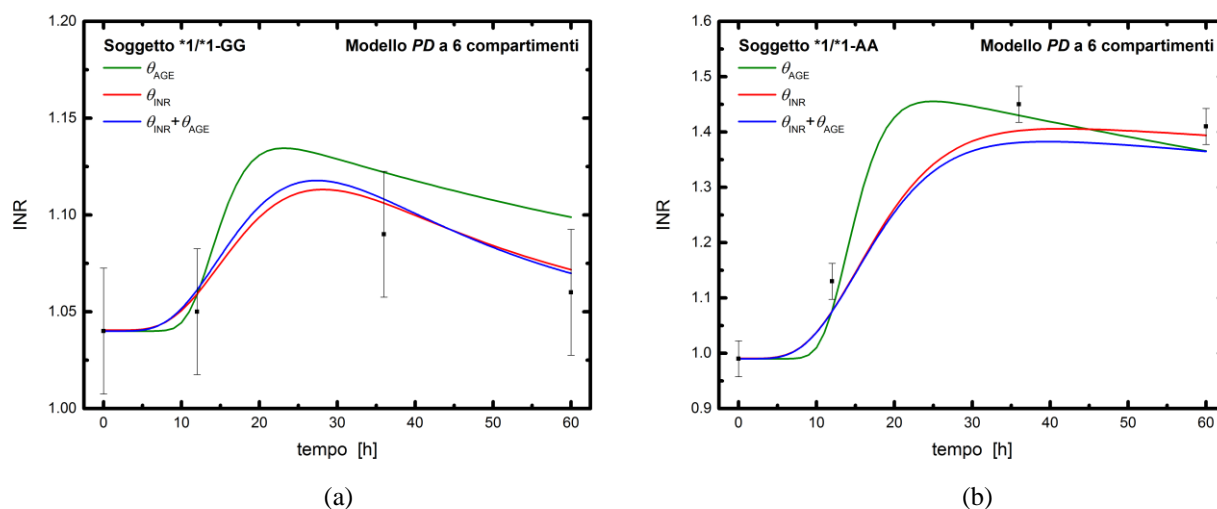 Soggetto *1/*1-GG Modello PD a 6 compartimenti
θAGE
θINR
θINR+θAGE
INR
1.20
1.15
1.10
1.05
1.00
0 10 20 30 40 50 60
tempo [h]
(a)
Soggetto *1/*1-AA Modello PD a 6 compartimenti
θAGE
θINR
θINR+θAGE
INR
1.6
1.5
1.4
1.3
1.2
1.1
1.0
0.9
0 10 20 30 40 50 60
tempo [h]
(b)